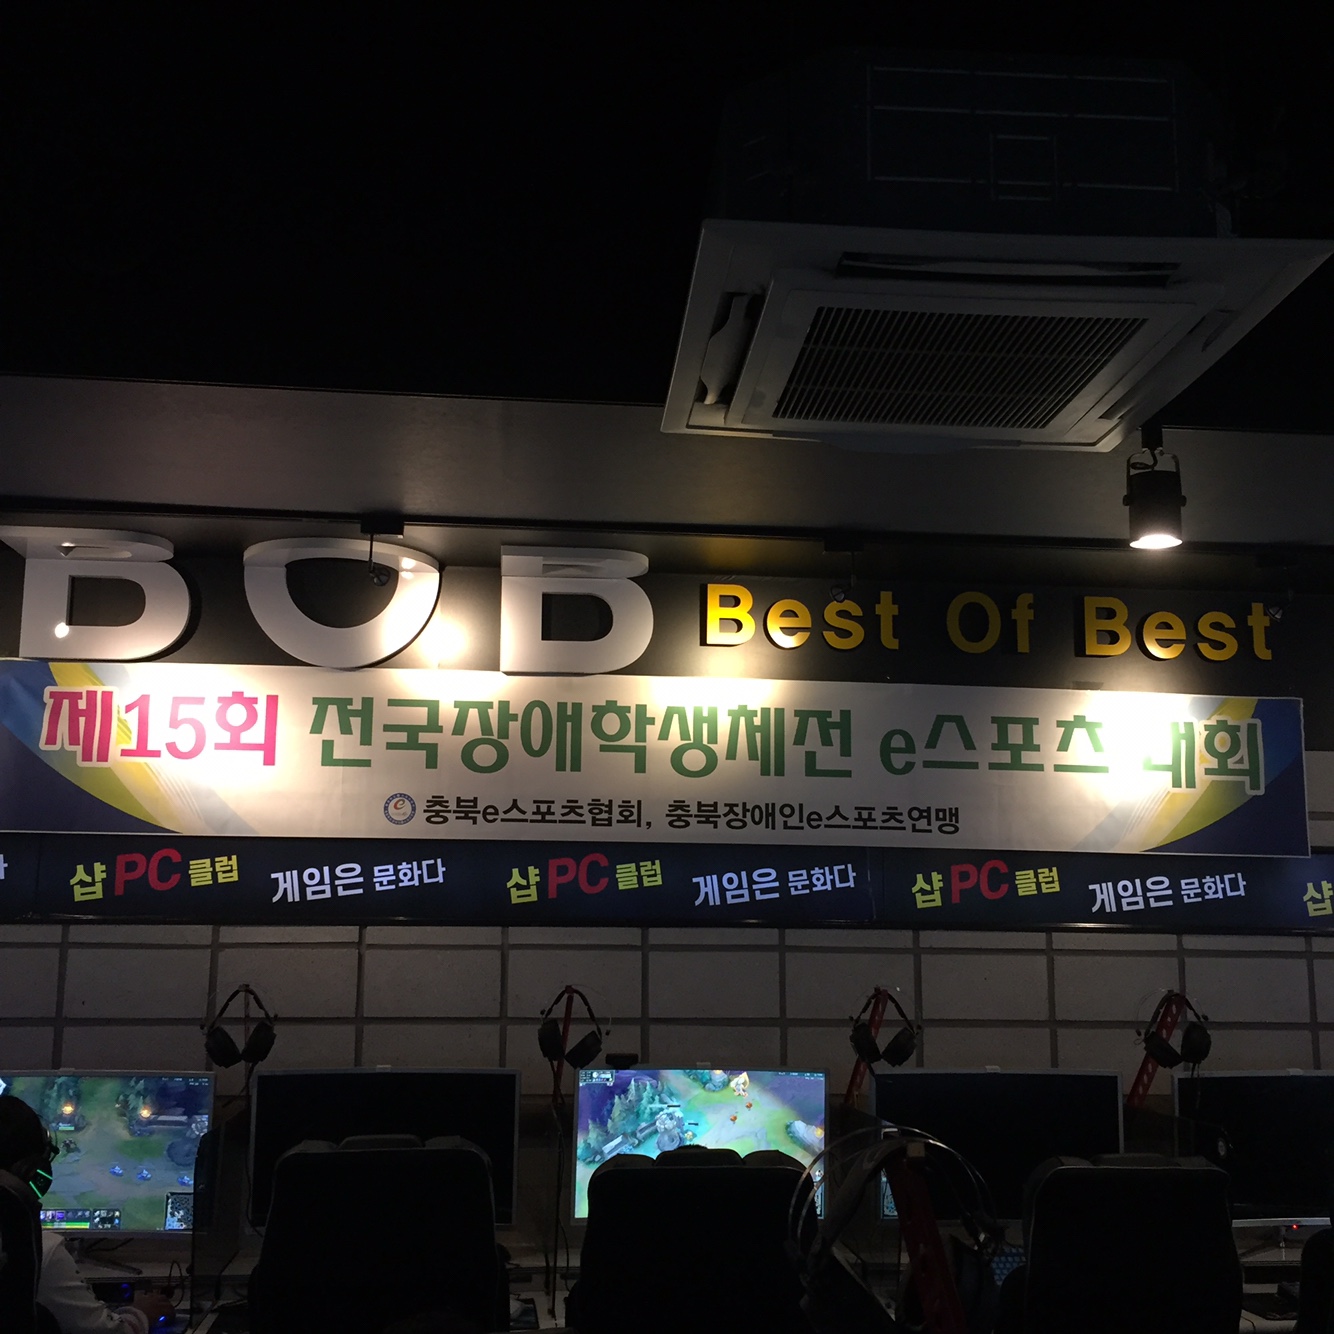 BOB Best Of Best
제15회 전국장애학생체전 e스포츠 대회
충북e스포츠협회, 충북장애인e스포츠연맹
샵PC클럽 게임은 문화다 샵PC클럽 게임은 문화다 샵PC클럽 게임은 문화다 샵